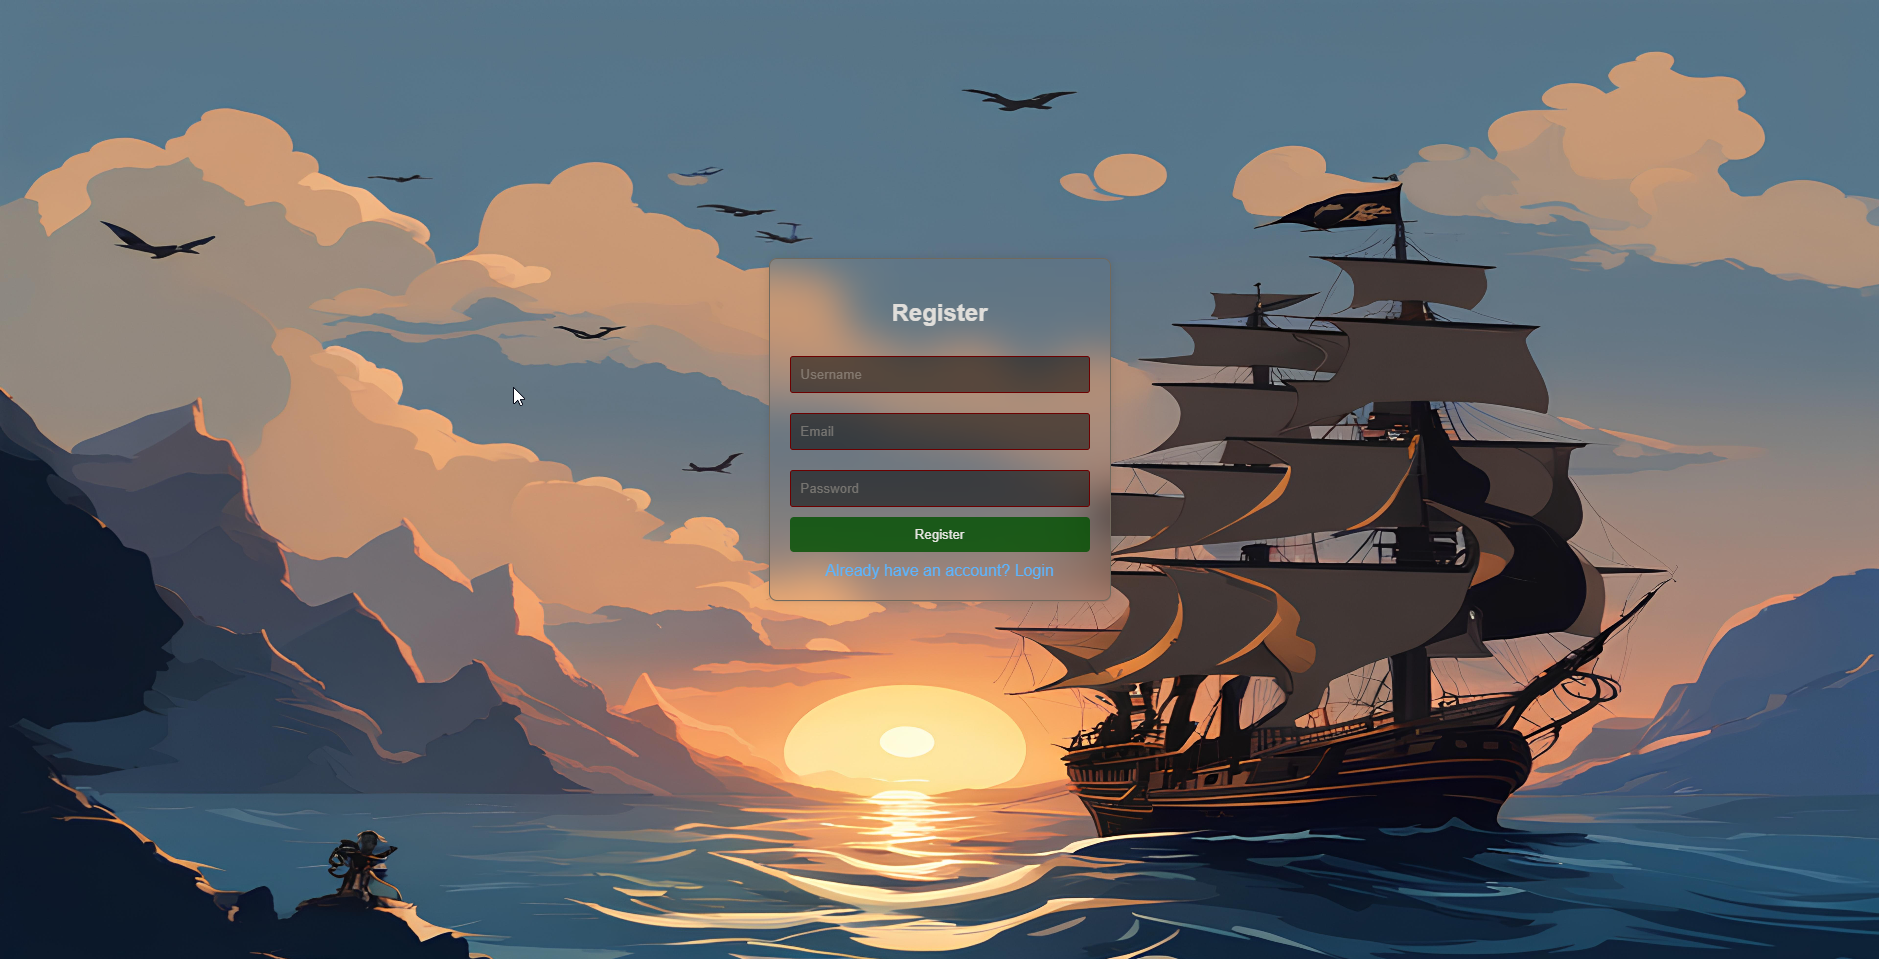 Register
Username
Email
Password
Register
Already have an account? Login